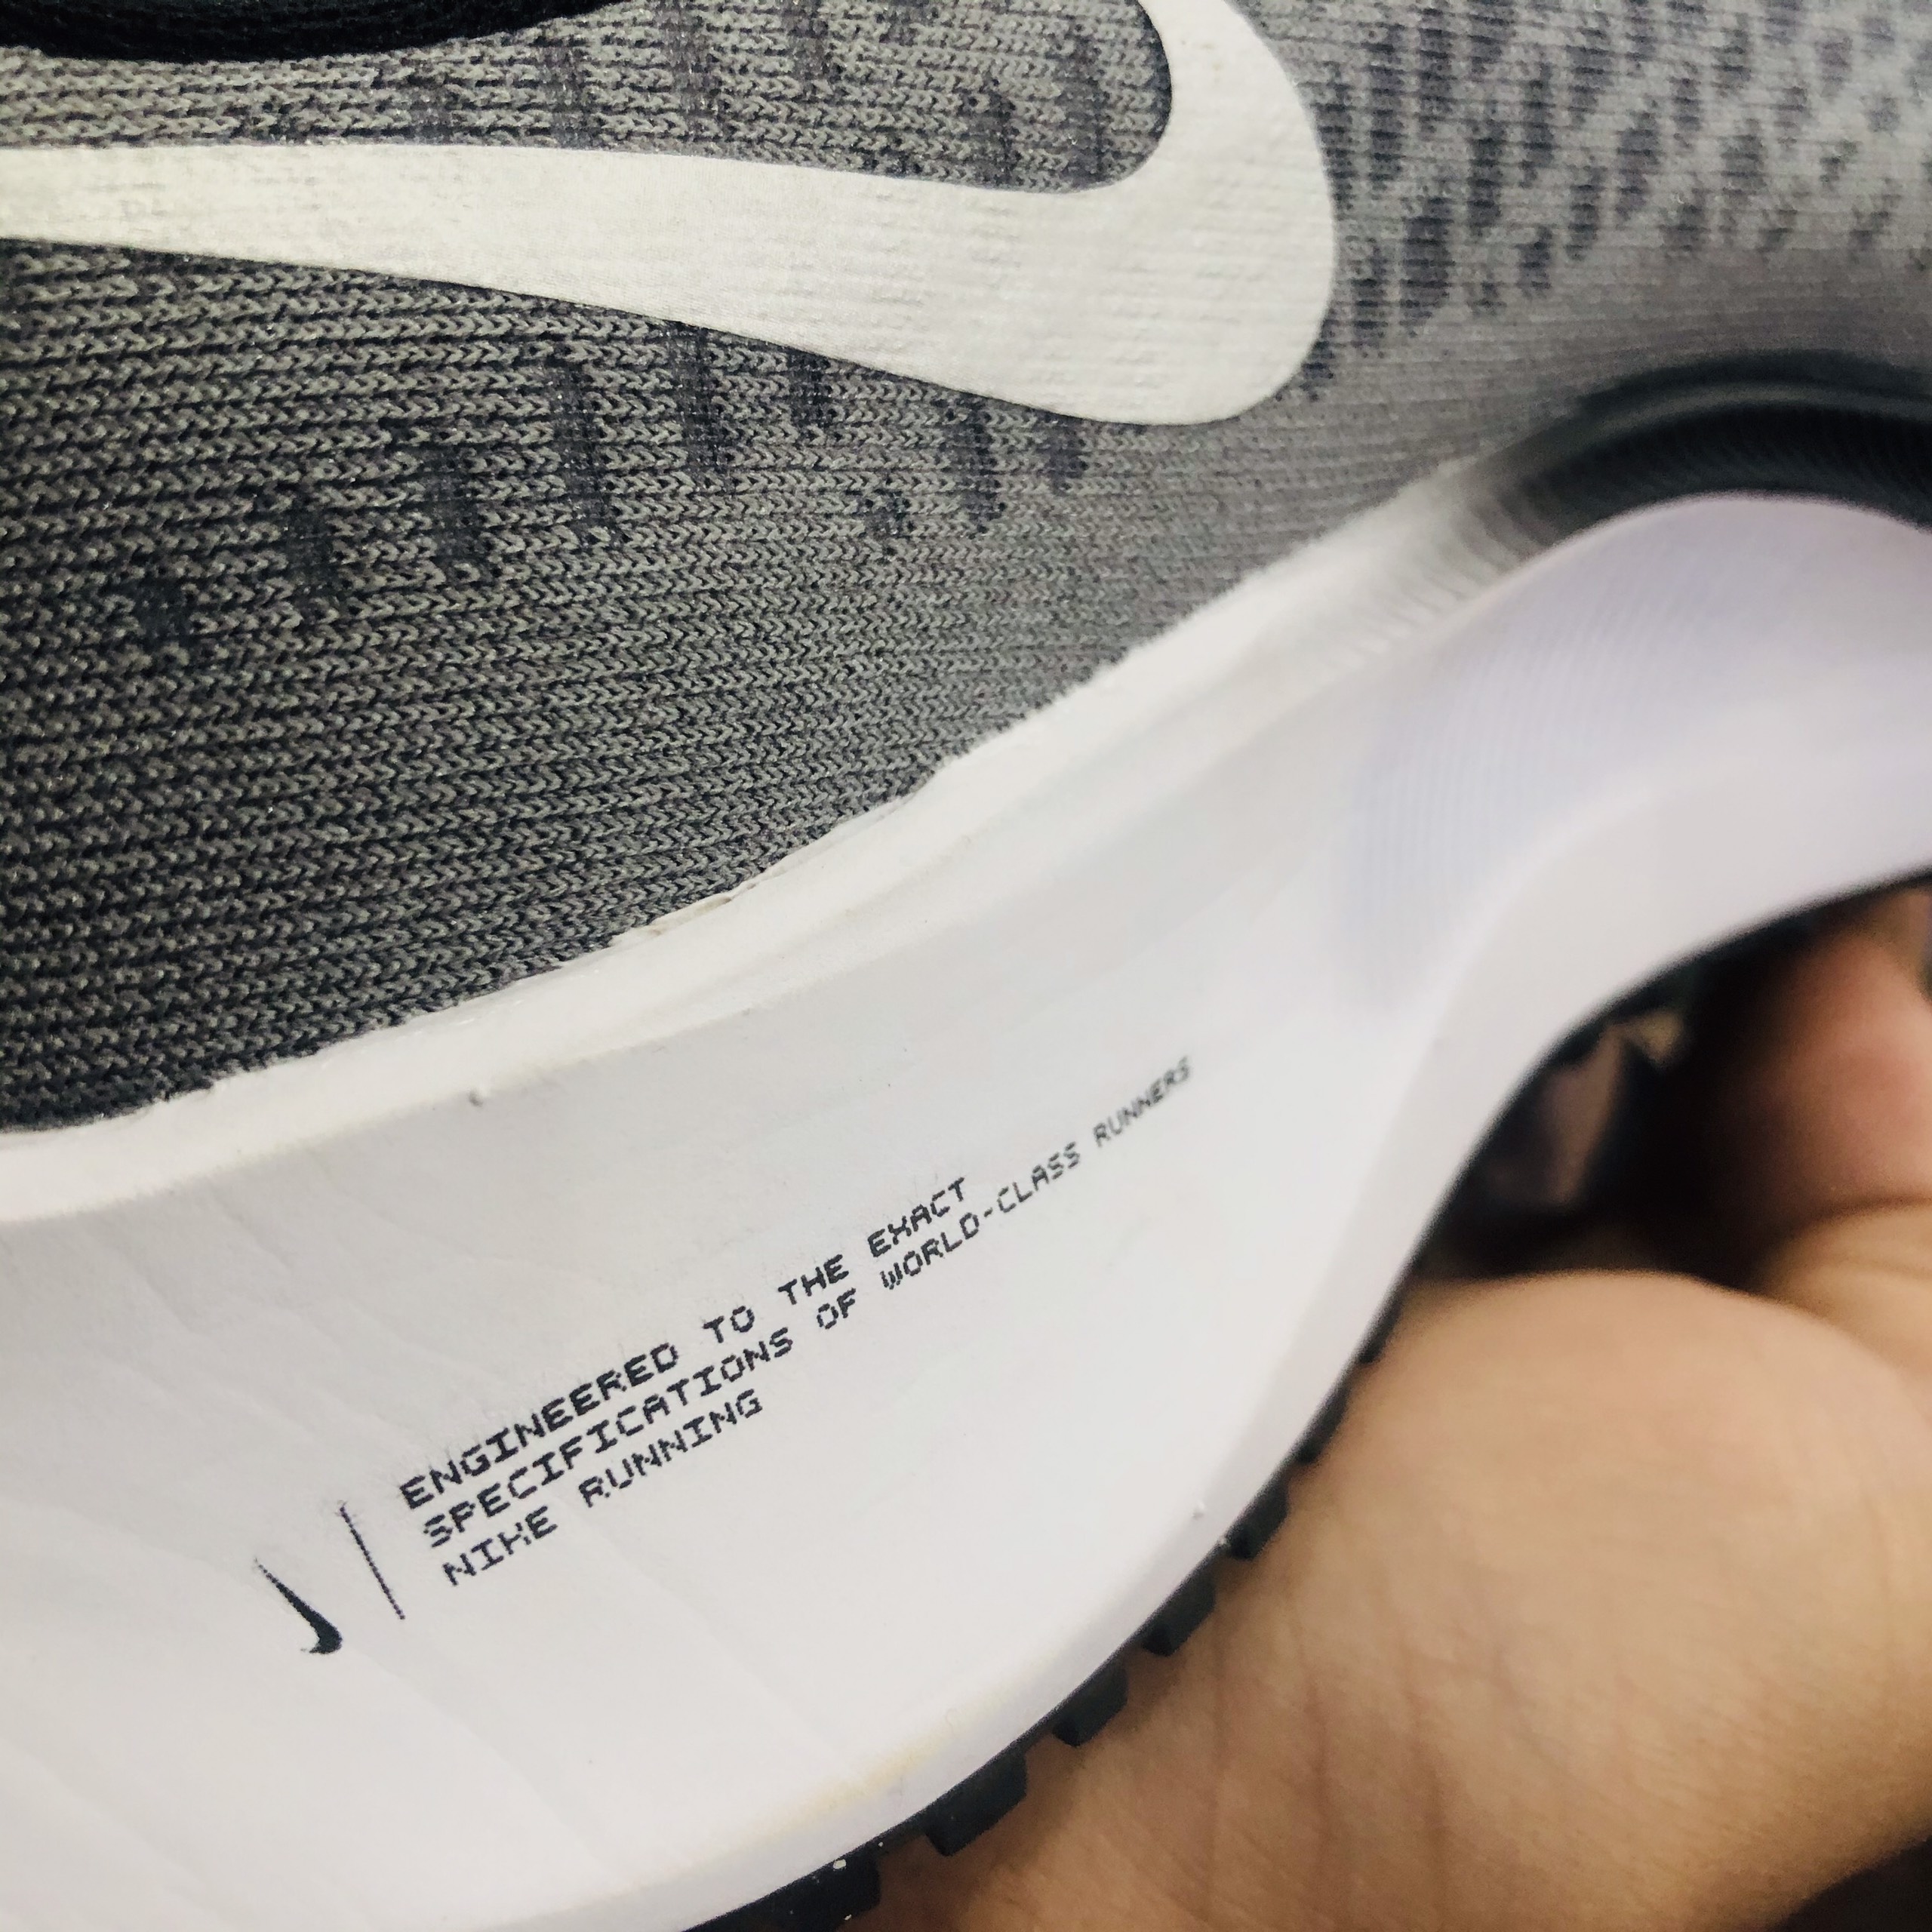 ENGINEERED TO THE EXACT
SPECIFICATIONS OF WORLD-CLASS RUNNERS
NIKE RUNNING